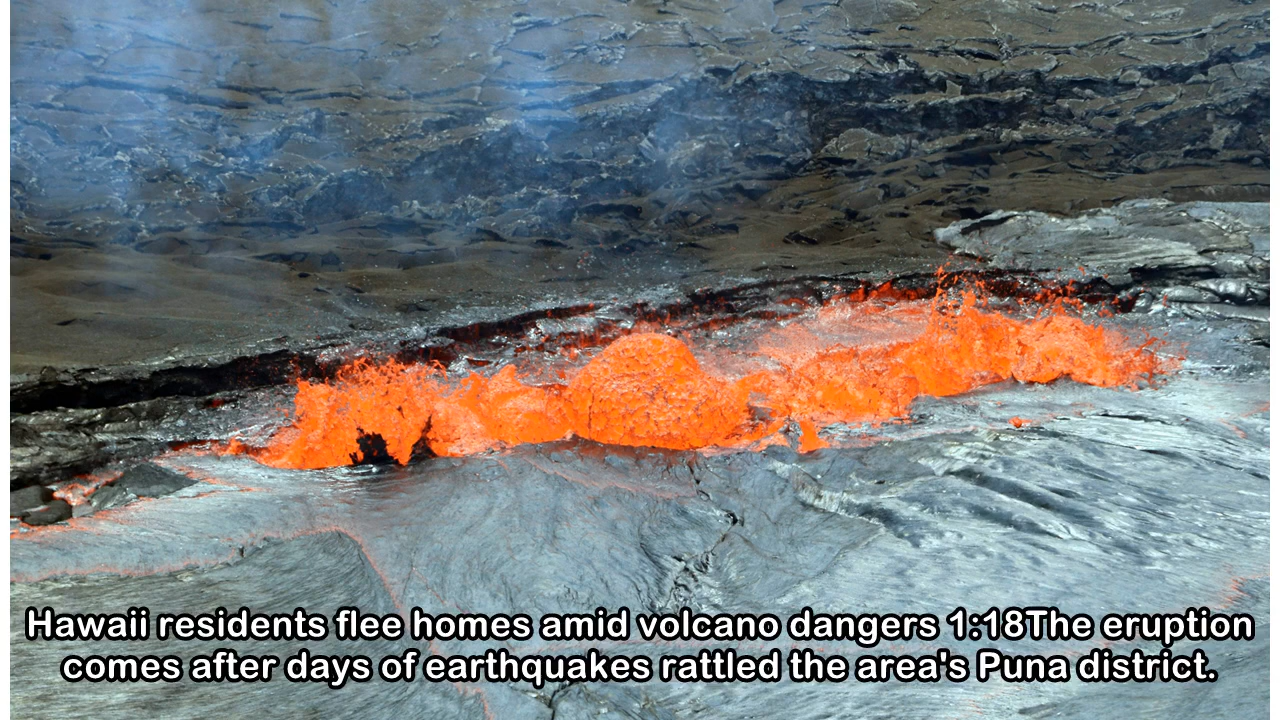 Hawaii residents flee homes amid volcano dangers 1:18The eruption
comes after days of earthquakes rattled the area's Puna district.